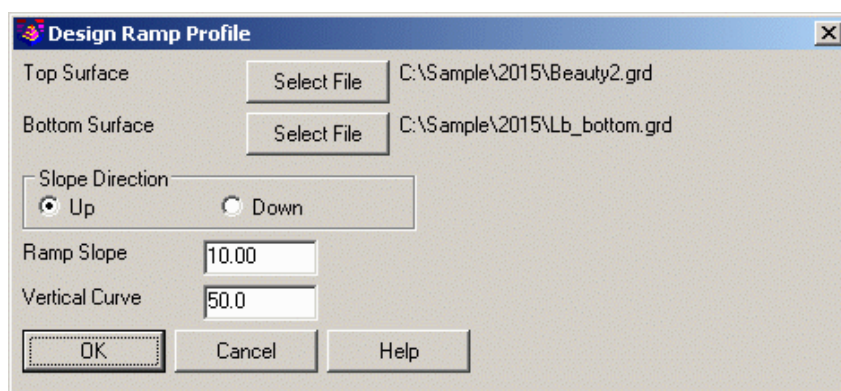 Design Ramp Profile
Top Surface Select File C:\Sample\2015\Beauty2.grd
Bottom Surface Select File C:\Sample\2015\Lb_bottom.grd
Slope Direction
Up Down
Ramp Slope 10.00
Vertical Curve 50.0
OK Cancel Help